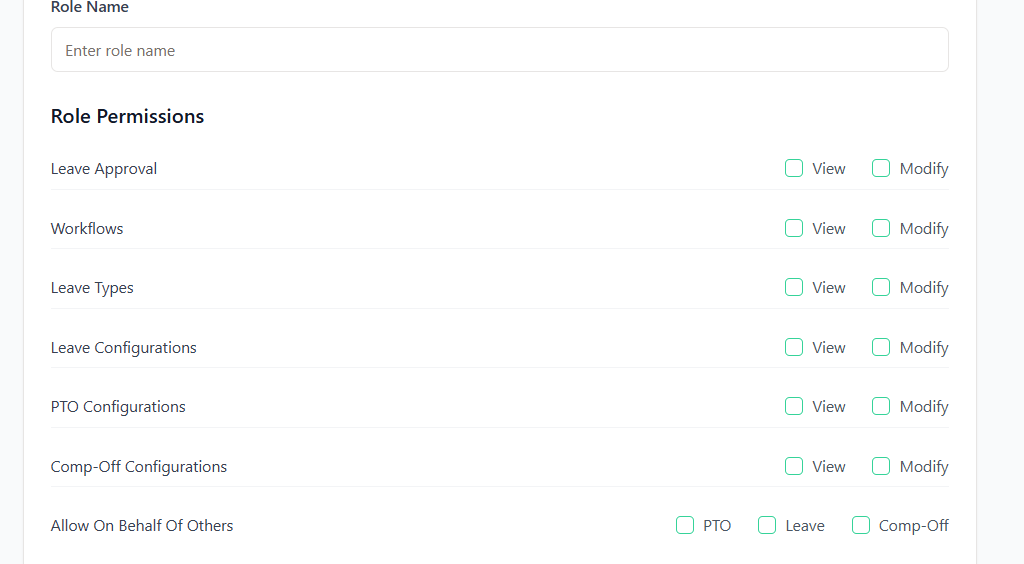 Role Name
Enter role name
Role Permissions
Leave Approval View Modify
Workflows View Modify
Leave Types View Modify
Leave Configurations View Modify
PTO Configurations View Modify
Comp-Off Configurations View Modify
Allow On Behalf Of Others PTO Leave Comp-Off